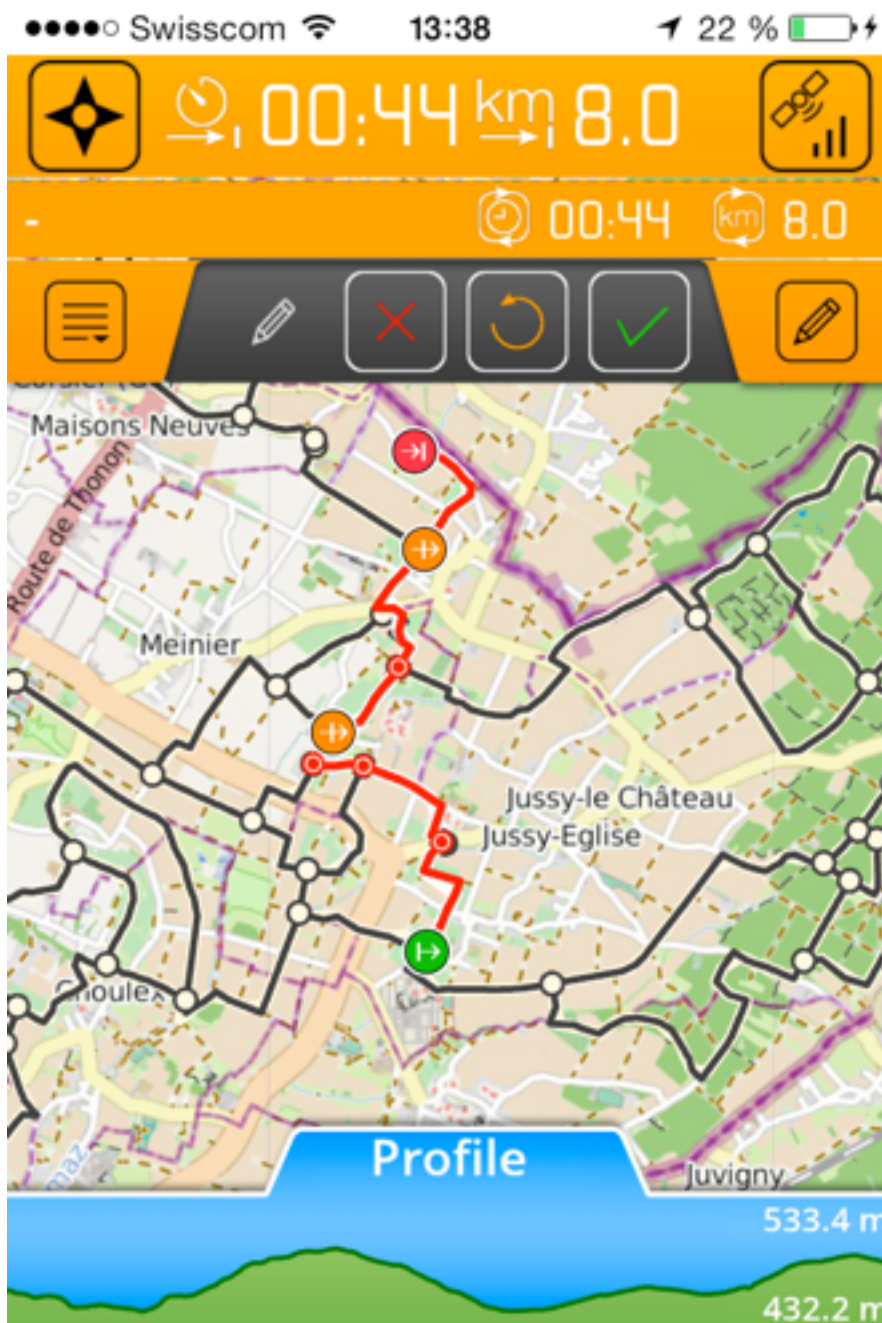 Swisscom 13:38 22 %
00:44 km 8.0
- 00:44 km 8.0
Maisons Neuves
Route de Thonon
Meinier
Jussy-le Château
Jussy-Eglise
Choulex
Juvigny
Profile
533.4 m
432.2 m